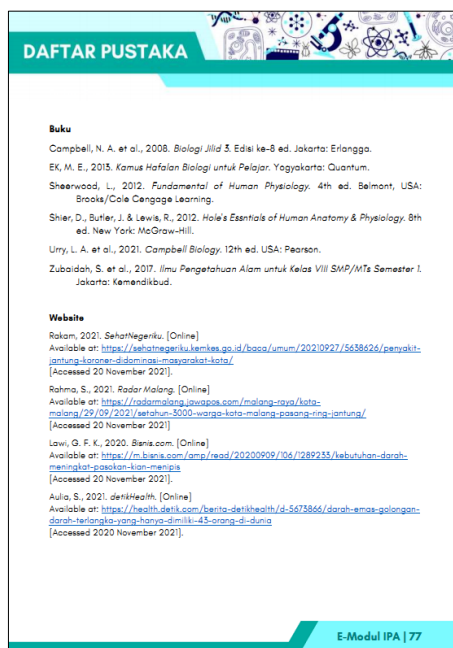 DAFTAR PUSTAKA
Buku
Campbell, N. A. et al., 2008. Biologi Jilid 3. Edisi ke-8 ed. Jakarta: Erlangga.
EK, M. E., 2013. Kamus Hafalan Biologi untuk Pelajar. Yogyakarta: Quantum.
Sheerwood, L., 2012. Fundamental of Human Physiology. 4th ed. Belmont, USA:
Brooks/Cole Cengage Learning.
Shier, D., Butler, J. & Lewis, R., 2012. Hole's Essntials of Human Anatomy & Physiology. 8th
ed. New York: McGraw-Hill.
Urry, L. A. et al., 2021. Campbell Biology. 12th ed. USA: Pearson.
Zubaidah, S. et al., 2017. Ilmu Pengetahuan Alam untuk Kelas VIII SMP/MTs Semester 1.
Jakarta: Kemendikbud.
Website
Rakam, 2021. SehatNegeriku. [Online]
Available at: https://sehatnegeriku.kemkes.go.id/baca/umum/20210927/5638626/penyakit-
jantung-koroner-didominasi-masyarakat-kota/
[Accessed 20 November 2021].
Rahma, S., 2021. Radar Malang. [Online]
Available at: https://radarmalang.jawapos.com/malang-raya/kota-
malang/29/09/2021/setahun-3000-warga-kota-malang-pasang-ring-jantung/
[Accessed 20 November 2021]
Lawi, G. F. K., 2020. Bisnis.com. [Online]
Available at: https://m.bisnis.com/amp/read/20200909/106/1289233/kebutuhan-darah-
meningkat-pasokan-kian-menipis
[Accessed 20 November 2021].
Aulia, S., 2021. detikHealth. [Online]
Available at: https://health.detik.com/berita-detikhealth/d-5673866/darah-emas-golongan-
darah-terlangka-yang-hanya-dimiliki-43-orang-di-dunia
[Accessed 2020 November 2021].
E-Modul IPA | 77